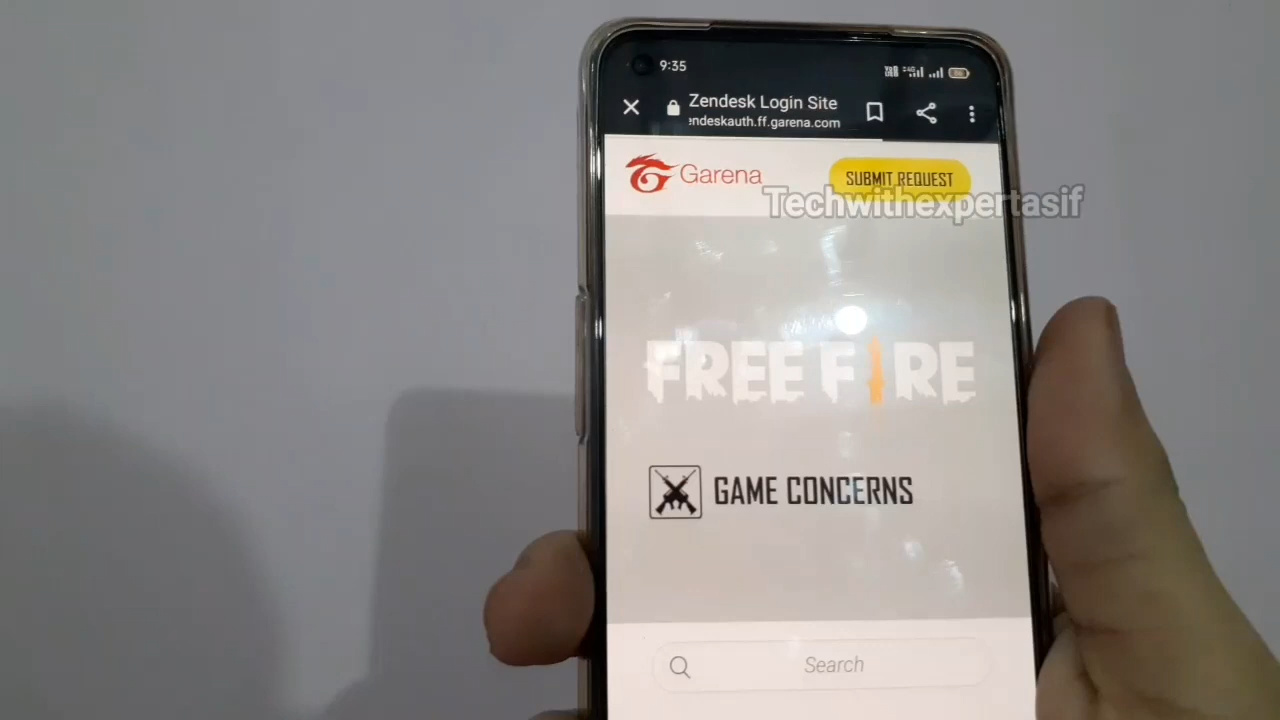 9:35
Zendesk Login Site
endeskauth.ff.garena.com
Garena
SUBMIT REQUEST
Techwithexpertasif
FREE FIRE
GAME CONCERNS
Search